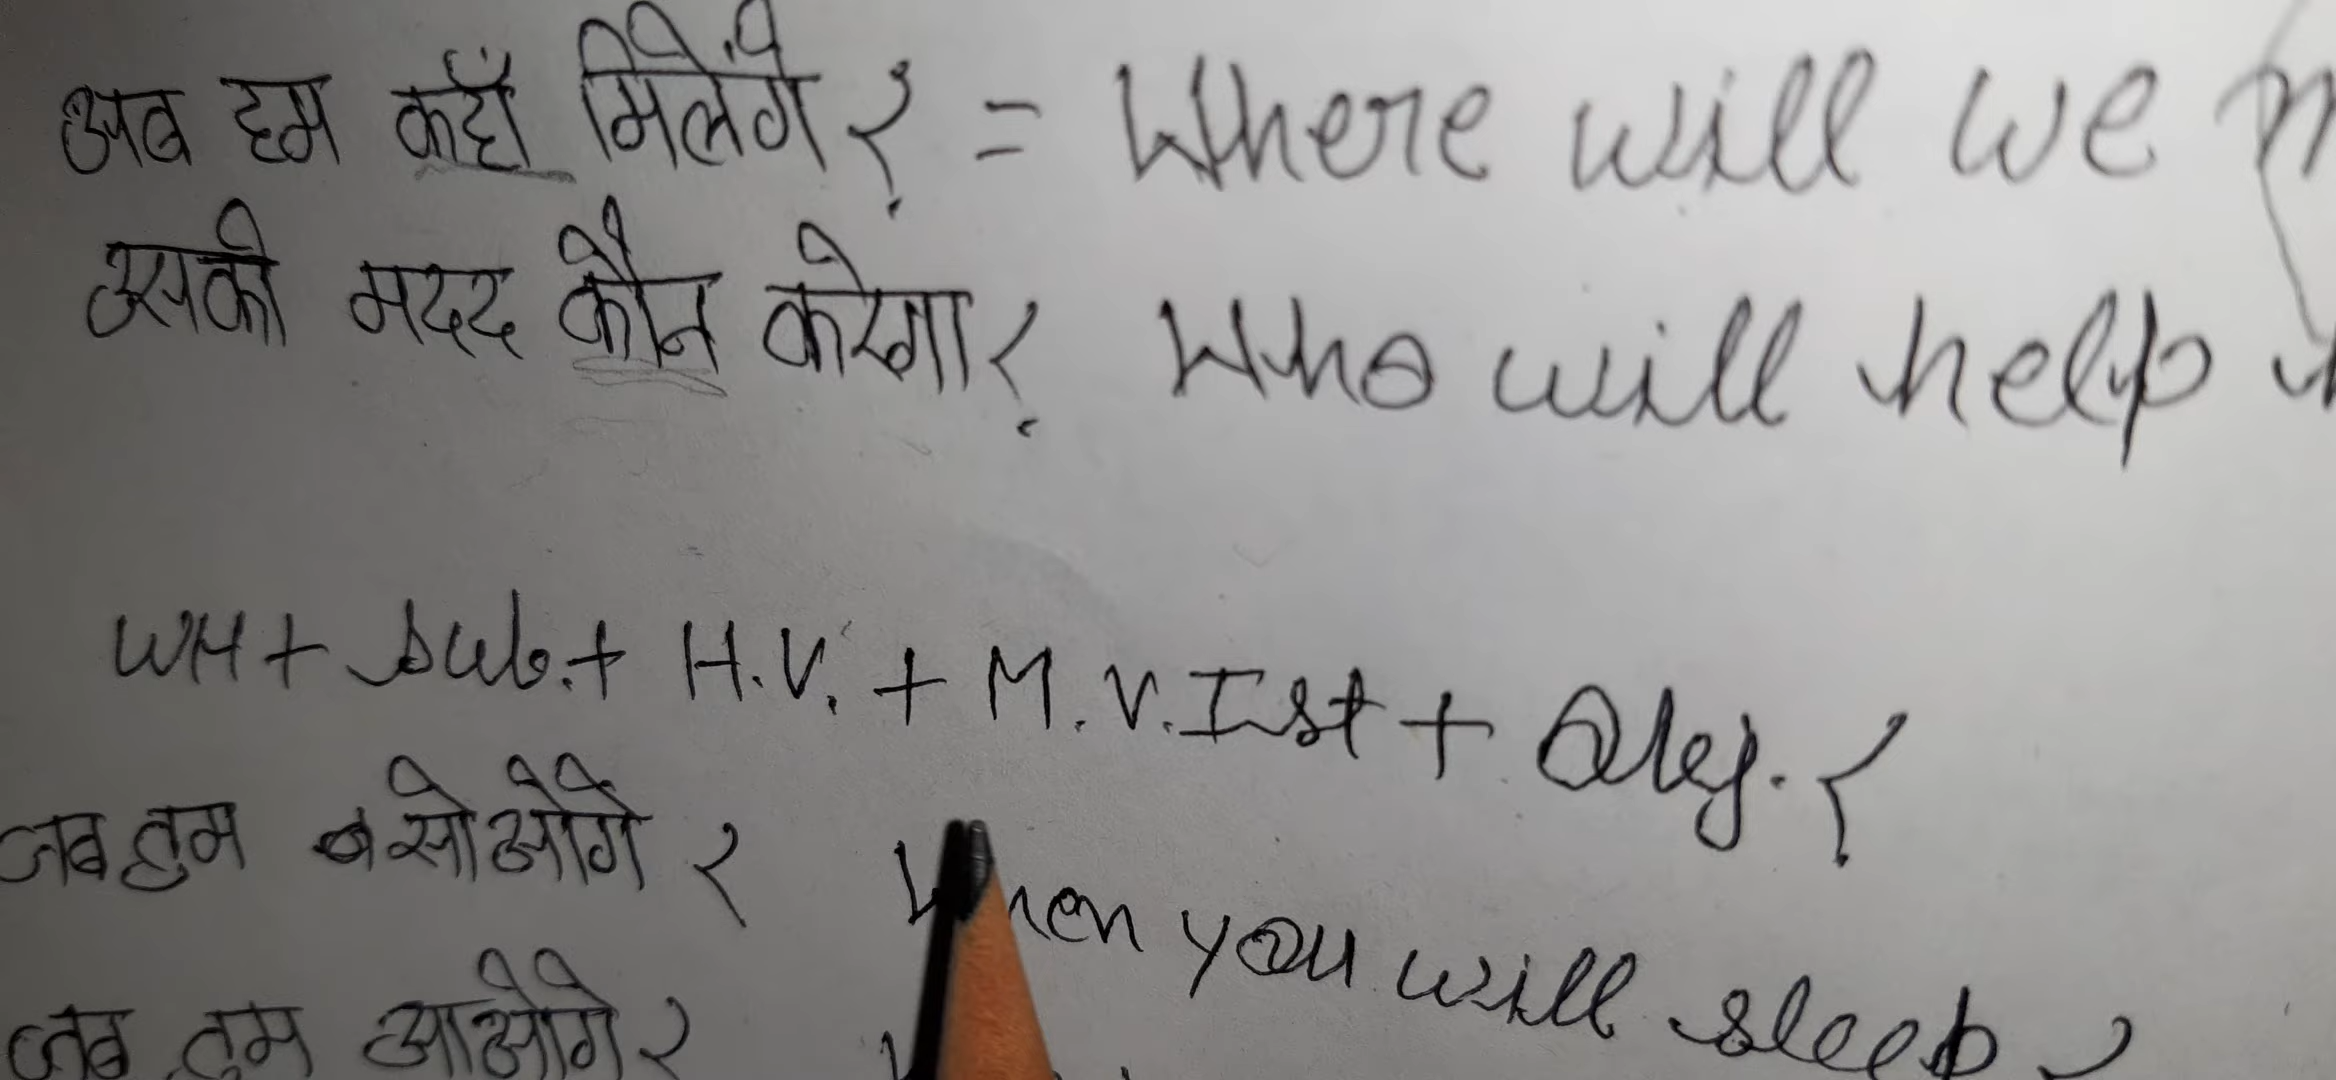 अब हम कहाँ मिलेंगे ? = Where will we
उसकी मदद कौन करेगा ? Who will help
WH + Sub. + H.V. + M.V. Ist + Obj. ?
जब तुम सोओगे ? When you will sleep ?
जब तुम आओगे ?